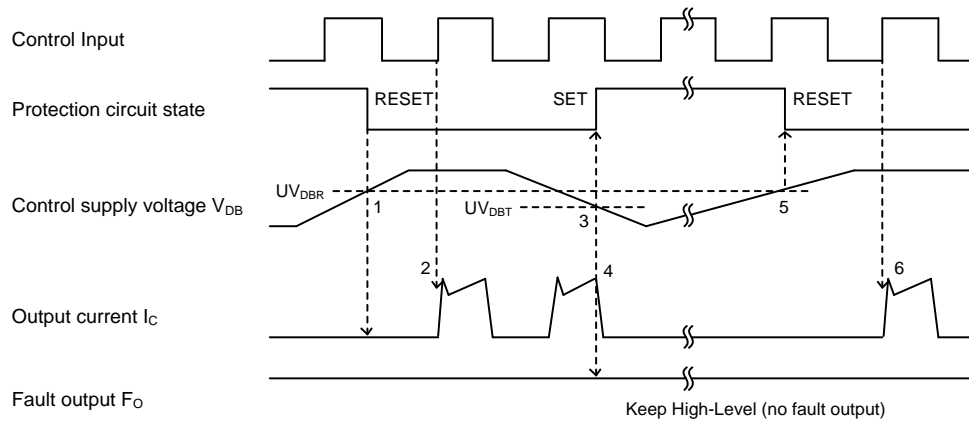 Control Input
Protection circuit state
RESET
SET
RESET
UVDBR
Control supply voltage VDB
1
UVDBT
3
5
2
4
6
Output current IC
Fault output FO
Keep High-Level (no fault output)